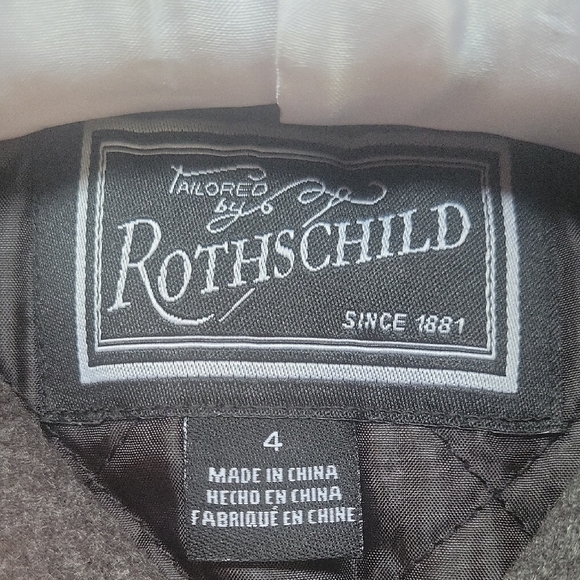 TAILORED
by
ROTHSCHILD
SINCE 1881
4
MADE IN CHINA
HECHO EN CHINA
FABRIQUÉ EN CHINE